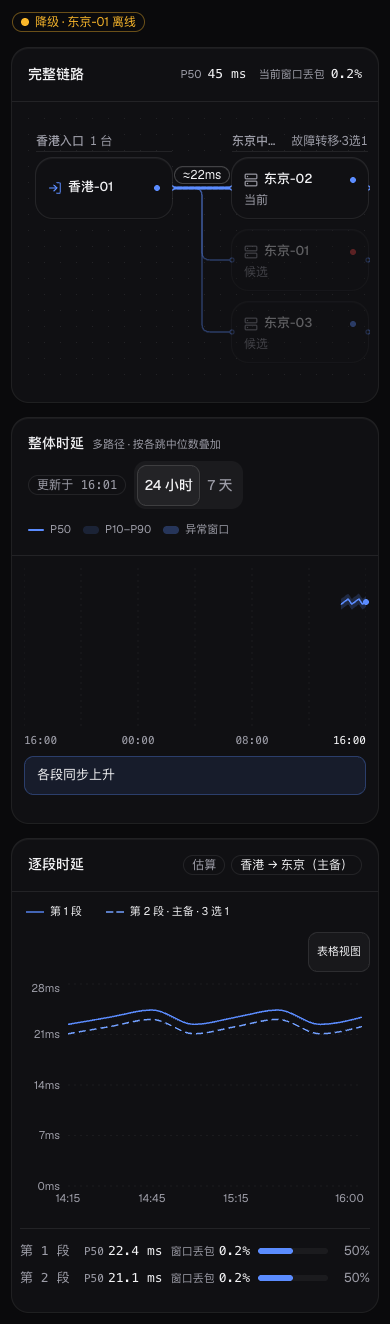 降级 · 东京-01 离线
完整链路 P50 45 ms 当前窗口丢包 0.2%
香港入口 1 台 东京中… 故障转移·3选1
香港-01 ≈22ms 东京-02
当前
东京-01
候选
东京-03
候选
整体时延 多路径 · 按各跳中位数叠加
更新于 16:01 24 小时 7 天
P50 P10–P90 异常窗口
16:00 00:00 08:00 16:00
各段同步上升
逐段时延 估算 香港 → 东京（主备）
第 1 段 第 2 段 · 主备 · 3 选 1
表格视图
28ms
21ms
14ms
7ms
0ms
14:15 14:45 15:15 16:00
第 1 段 P50 22.4 ms 窗口丢包 0.2% 50%
第 2 段 P50 21.1 ms 窗口丢包 0.2% 50%